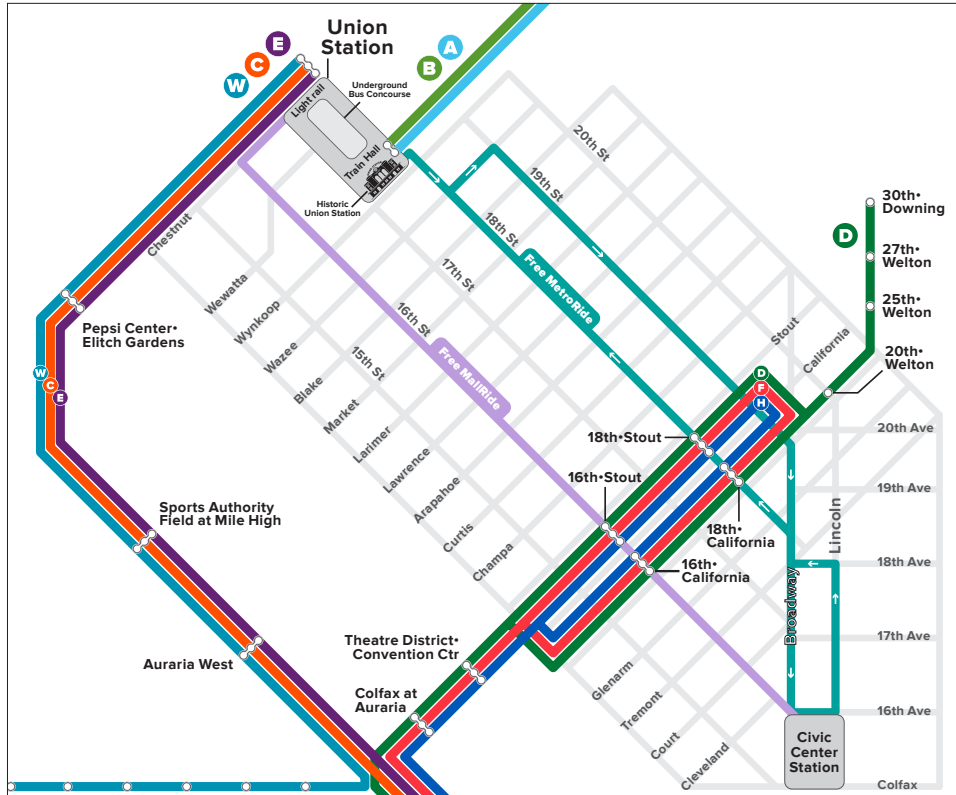 Union
Station
E
C
W
A
B
Underground
Bus Concourse
Light rail
Train Hall
Historic
Union Station
20th St
19th St
18th St
17th St
16th St
15th St
Free MetroRide
Free MallRide
Chestnut
Wewatta
Wynkoop
Wazee
Blake
Market
Larimer
Lawrence
Arapahoe
Curtis
Champa
Stout
California
Glenarm
Tremont
Court
Cleveland
30th•
Downing
D
27th•
Welton
25th•
Welton
20th•
Welton
Pepsi Center•
Elitch Gardens
W
C
E
D
F
H
18th•Stout
16th•Stout
18th•
California
16th•
California
20th Ave
19th Ave
18th Ave
17th Ave
16th Ave
Colfax
Lincoln
Broadway
Sports Authority
Field at Mile High
Auraria West
Theatre District•
Convention Ctr
Colfax at
Auraria
Civic
Center
Station